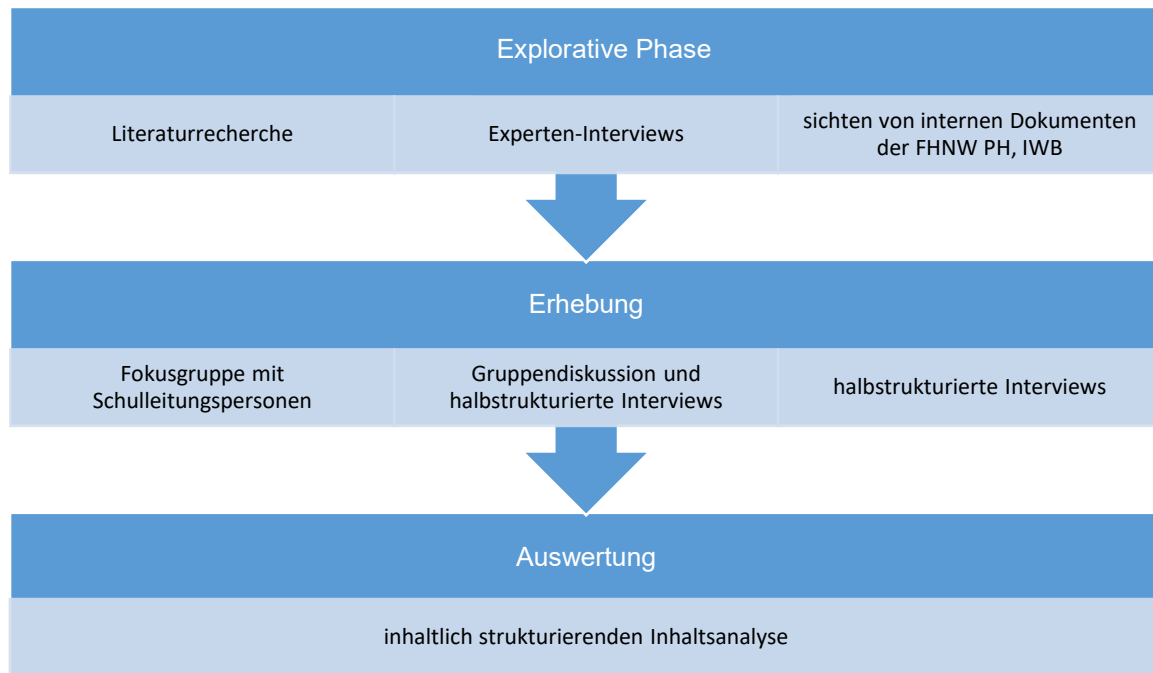 Explorative Phase
Literaturrecherche
Experten-Interviews
sichten von internen Dokumenten
der FHNW PH, IWB
Erhebung
Fokusgruppe mit
Schulleitungspersonen
Gruppendiskussion und
halbstrukturierte Interviews
halbstrukturierte Interviews
Auswertung
inhaltlich strukturierenden Inhaltsanalyse